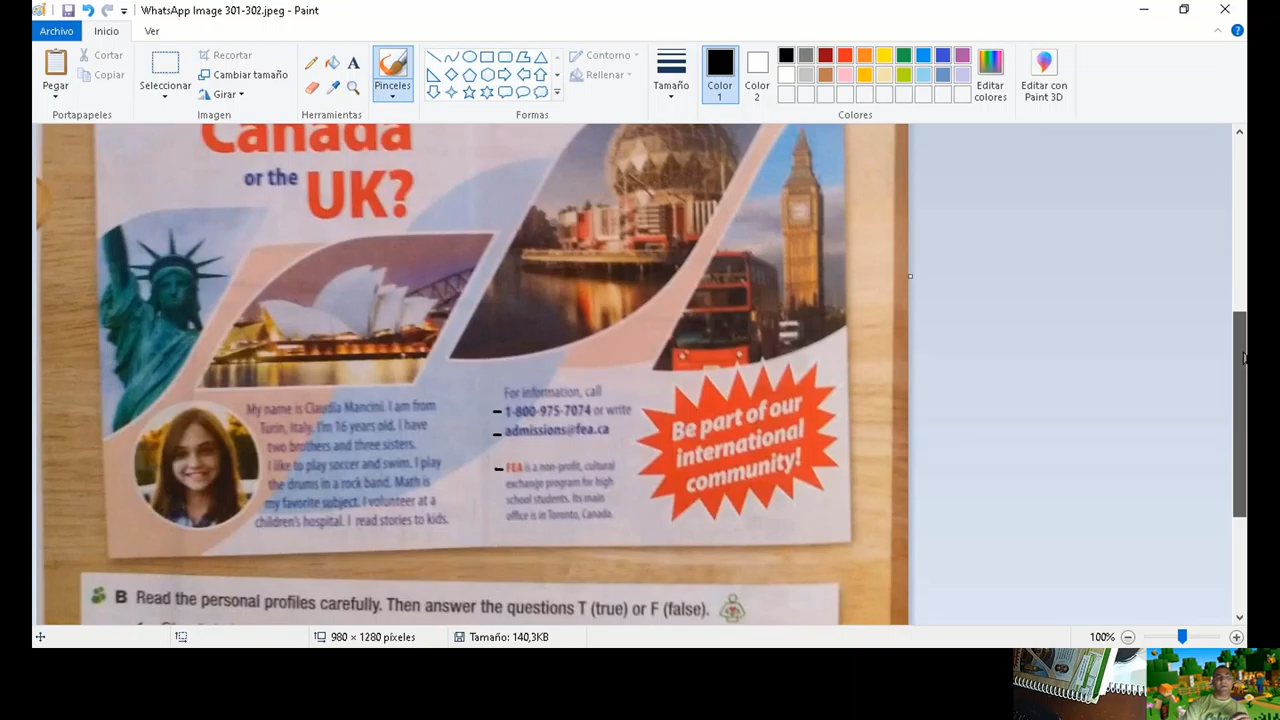 WhatsApp Image 301-302.jpeg - Paint
Archivo
Inicio
Ver
Pegar
Cortar
Copiar
Portapapeles
Seleccionar
Recortar
Cambiar tamaño
Girar
Imagen
Herramientas
Pinceles
Contorno
Rellenar
Formas
Tamaño
Color 1
Color 2
Editar colores
Editar con Paint 3D
Colores
Canada
or the
UK?
My name is Claudia Mancini. I am from
Turin, Italy. I'm 16 years old. I have
two brothers and three sisters.
I like to play soccer and swim. I play
the drums in a rock band. Math is
my favorite subject. I volunteer at a
children's hospital. I read stories to kids.
For information, call
1-800-975-7074 or write
admissions@fea.ca
FEA is a non-profit, cultural
exchange program for high
school students. Its main
office is in Toronto, Canada.
Be part of our
international
community!
B Read the personal profiles carefully. Then answer the questions T (true) or F (false).
980 × 1280 píxeles
Tamaño: 140,3KB
100%